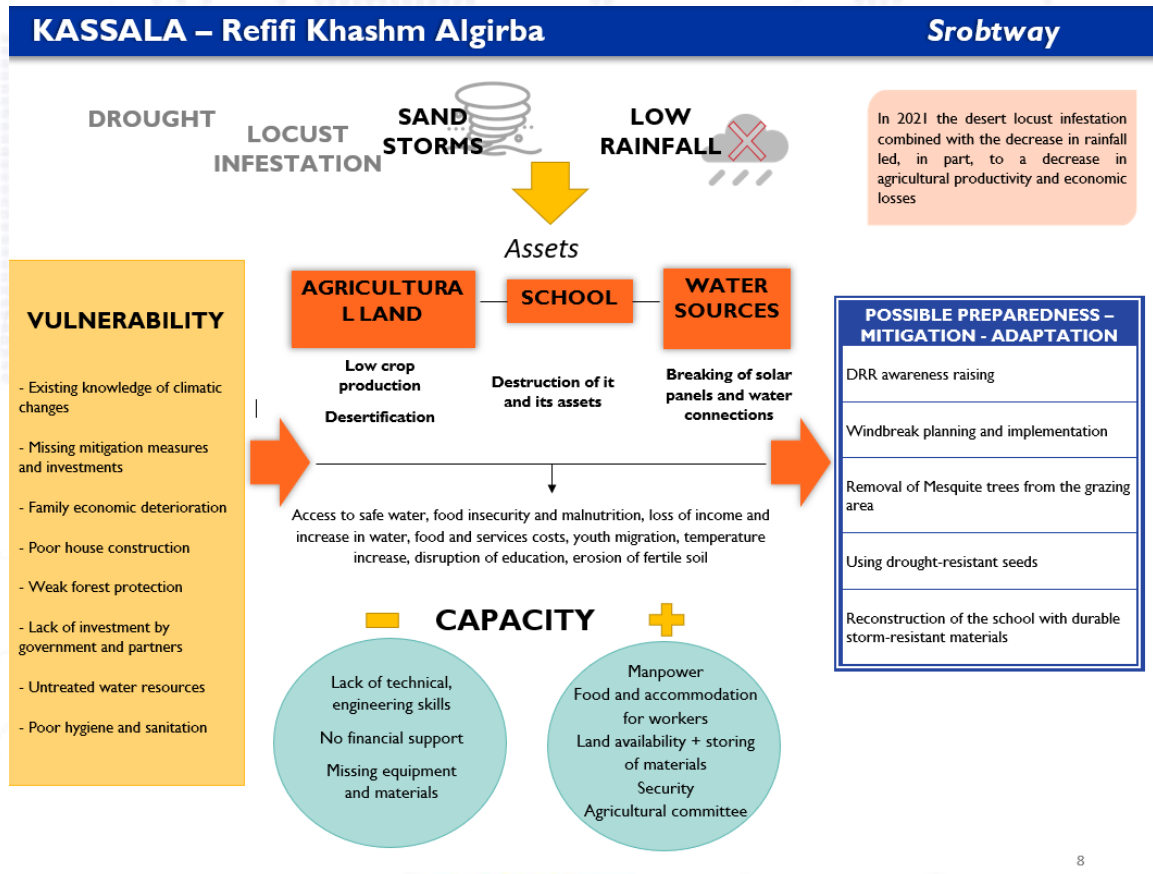 KASSALA – Refifi Khashm Algirba
Srobtway
DROUGHT
LOCUST
INFESTATION
SAND
STORMS
LOW
RAINFALL
In 2021 the desert locust infestation
combined with the decrease in rainfall
led, in part, to a decrease in
agricultural productivity and economic
losses
Assets
VULNERABILITY
- Existing knowledge of climatic
changes
- Missing mitigation measures
and investments
- Family economic deterioration
- Poor house construction
- Weak forest protection
- Lack of investment by
government and partners
- Untreated water resources
- Poor hygiene and sanitation
AGRICULTURA
L LAND
SCHOOL
WATER
SOURCES
Low crop
production
Desertification
Destruction of it
and its assets
Breaking of solar
panels and water
connections
Access to safe water, food insecurity and malnutrition, loss of income and
increase in water, food and services costs, youth migration, temperature
increase, disruption of education, erosion of fertile soil
CAPACITY
Lack of technical,
engineering skills
No financial support
Missing equipment
and materials
Manpower
Food and accommodation
for workers
Land availability + storing
of materials
Security
Agricultural committee
POSSIBLE PREPAREDNESS –
MITIGATION - ADAPTATION
DRR awareness raising
Windbreak planning and implementation
Removal of Mesquite trees from the grazing
area
Using drought-resistant seeds
Reconstruction of the school with durable
storm-resistant materials
8